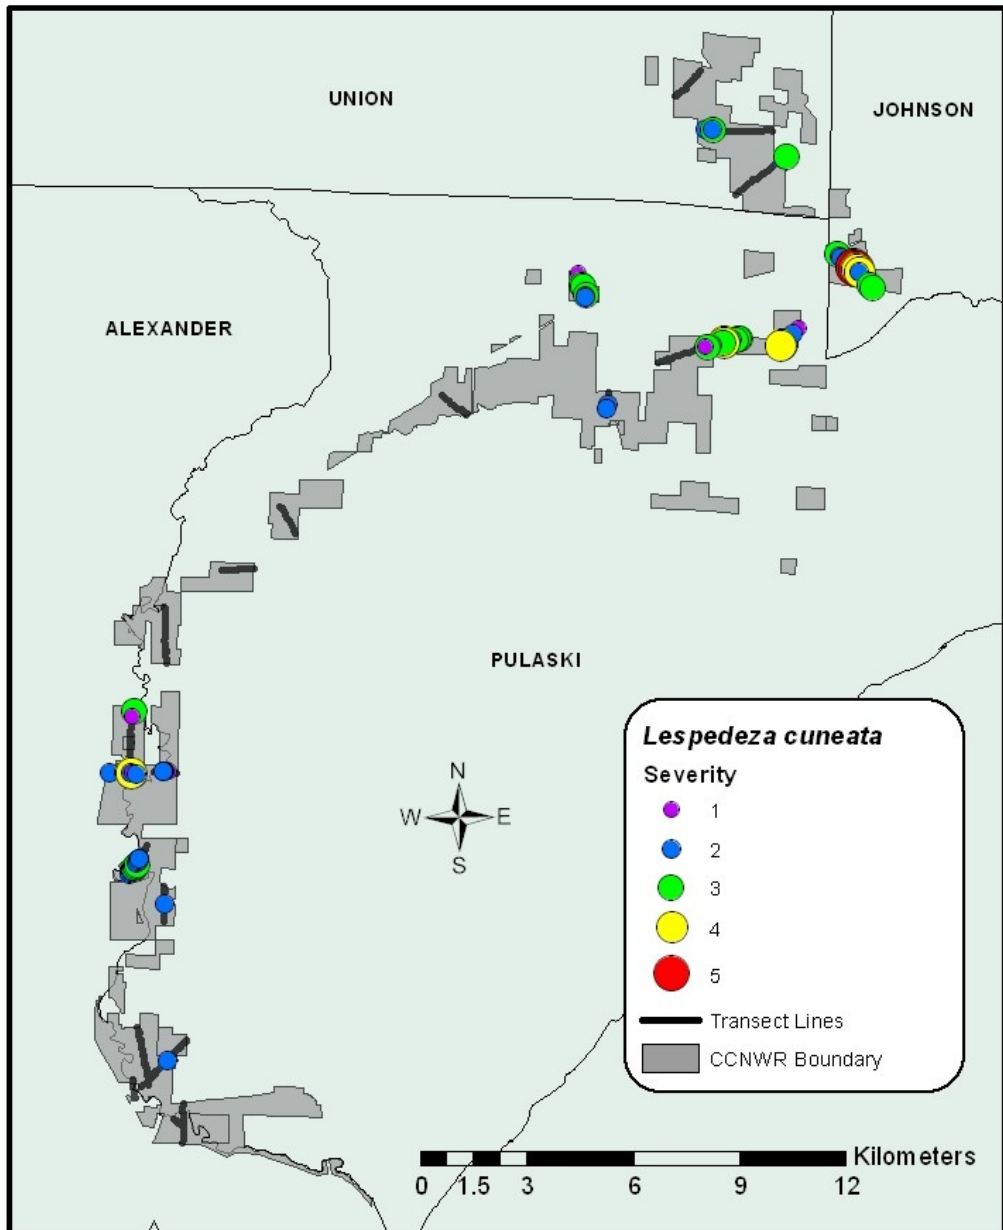 UNION
JOHNSON
ALEXANDER
PULASKI
Lespedeza cuneata
Severity
1
2
3
4
5
Transect Lines
CCNWR Boundary
N
W E
S
Kilometers
0 1.5 3 6 9 12